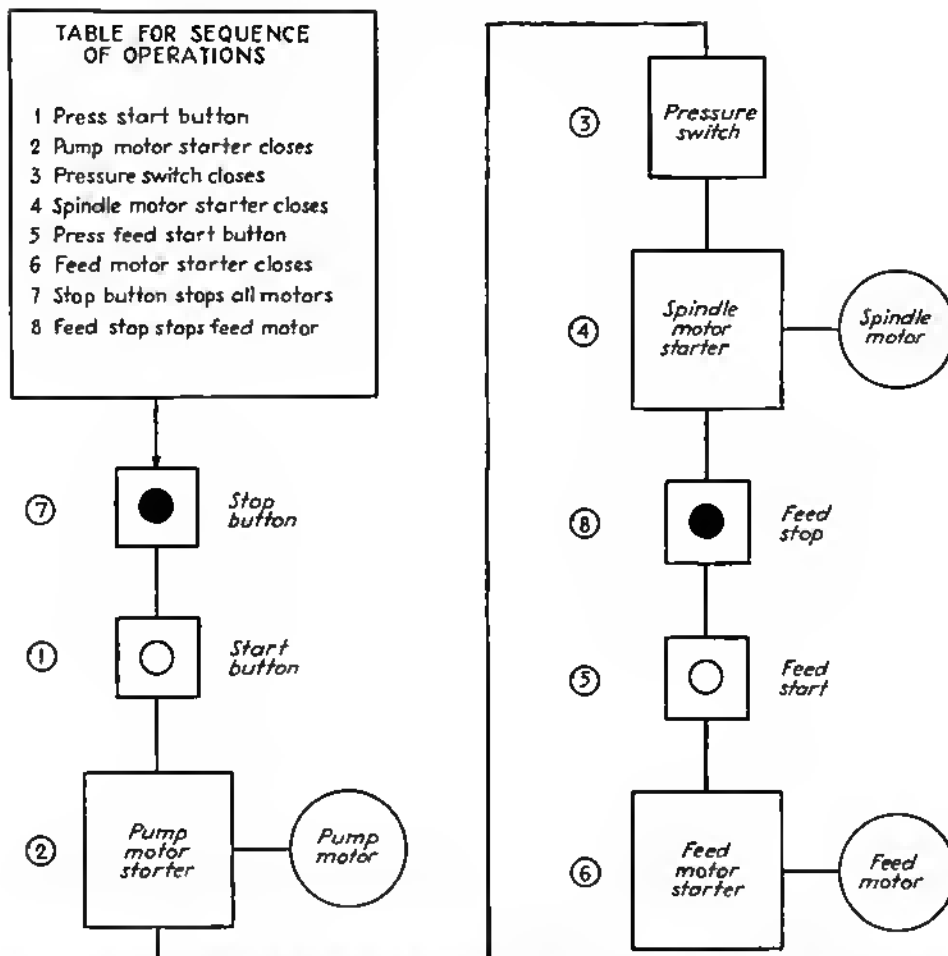 TABLE FOR SEQUENCE
OF OPERATIONS
1 Press start button
2 Pump motor starter closes
3 Pressure switch closes
4 Spindle motor starter closes
5 Press feed start button
6 Feed motor starter closes
7 Stop button stops all motors
8 Feed stop stops feed motor
7
Stop
button
1
Start
button
2
Pump
motor
starter
Pump
motor
3
Pressure
switch
4
Spindle
motor
starter
Spindle
motor
8
Feed
stop
5
Feed
start
6
Feed
motor
starter
Feed
motor